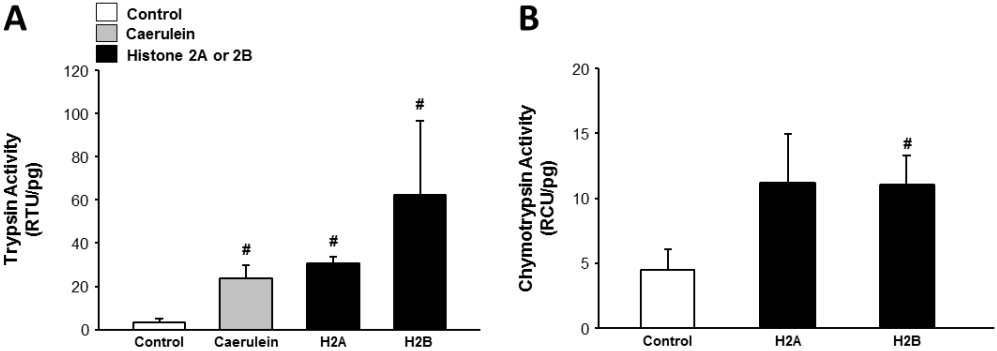 A
Control
Caerulein
Histone 2A or 2B
Trypsin Activity
(RTU/pg)
120
100
80
60
40
20
0
#
#
#
Control
Caerulein
H2A
H2B
B
Chymotrypsin Activity
(RCU/pg)
20
15
10
5
0
#
Control
H2A
H2B